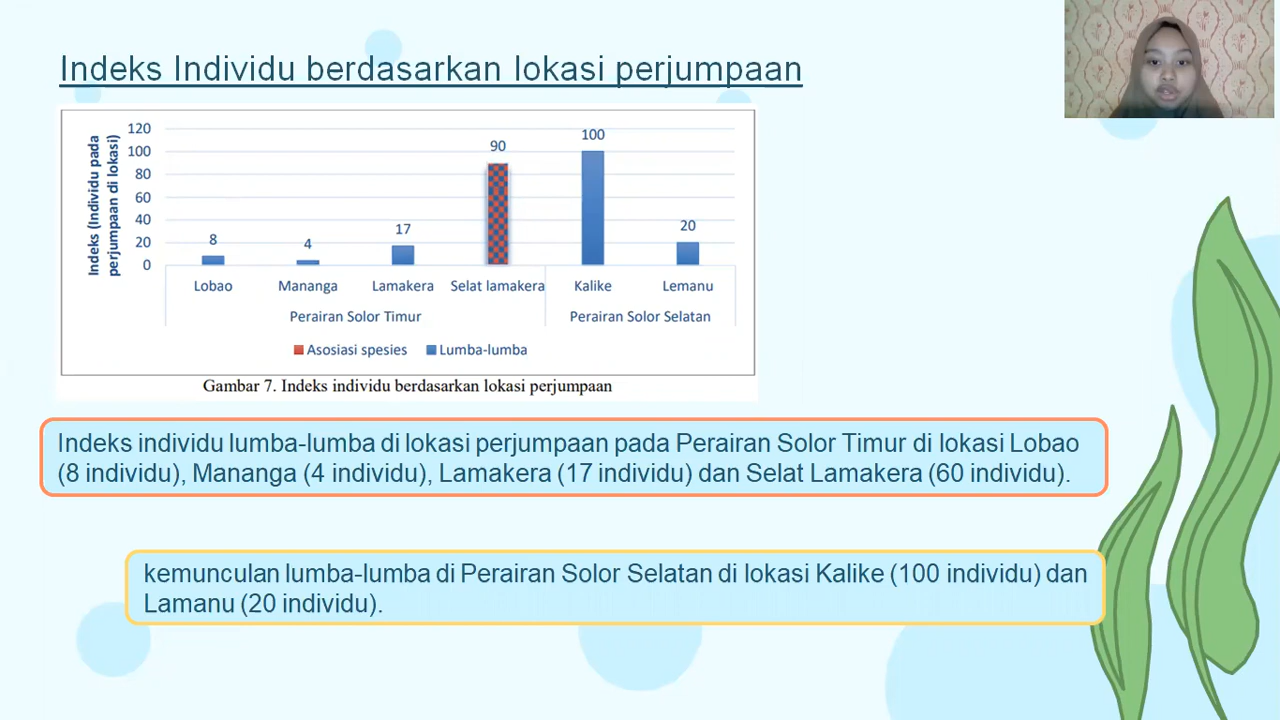 Indeks Individu berdasarkan lokasi perjumpaan
Indeks (Individu pada
perjumpaan di lokasi)
120
100
80
60
40
20
0
8
4
17
90
100
20
Lobao
Mananga
Lamakera
Selat lamakera
Kalike
Lemanu
Perairan Solor Timur
Perairan Solor Selatan
Asosiasi spesies
Lumba-lumba
Gambar 7. Indeks individu berdasarkan lokasi perjumpaan
Indeks individu lumba-lumba di lokasi perjumpaan pada Perairan Solor Timur di lokasi Lobao
(8 individu), Mananga (4 individu), Lamakera (17 individu) dan Selat Lamakera (60 individu).
kemunculan lumba-lumba di Perairan Solor Selatan di lokasi Kalike (100 individu) dan
Lamanu (20 individu).